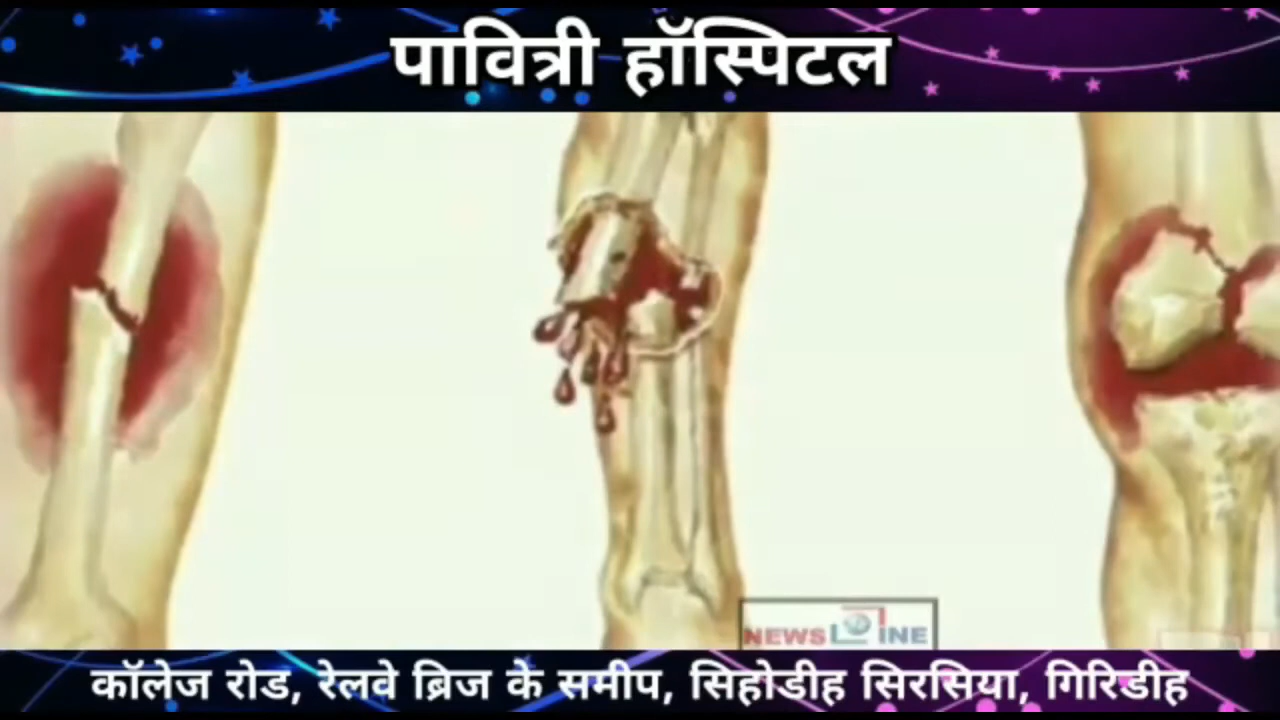 पावित्री हॉस्पिटल
NEWS LINE
कॉलेज रोड, रेलवे ब्रिज के समीप, सिहोडीह सिरसिया, गिरिडीह